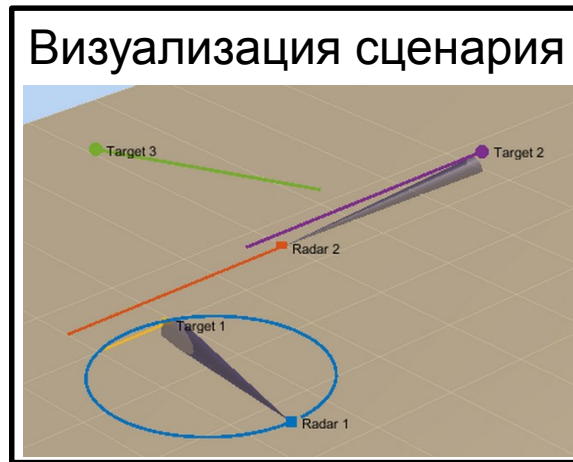 Визуализация сценария
Target 3
Target 2
Radar 2
Target 1
Radar 1